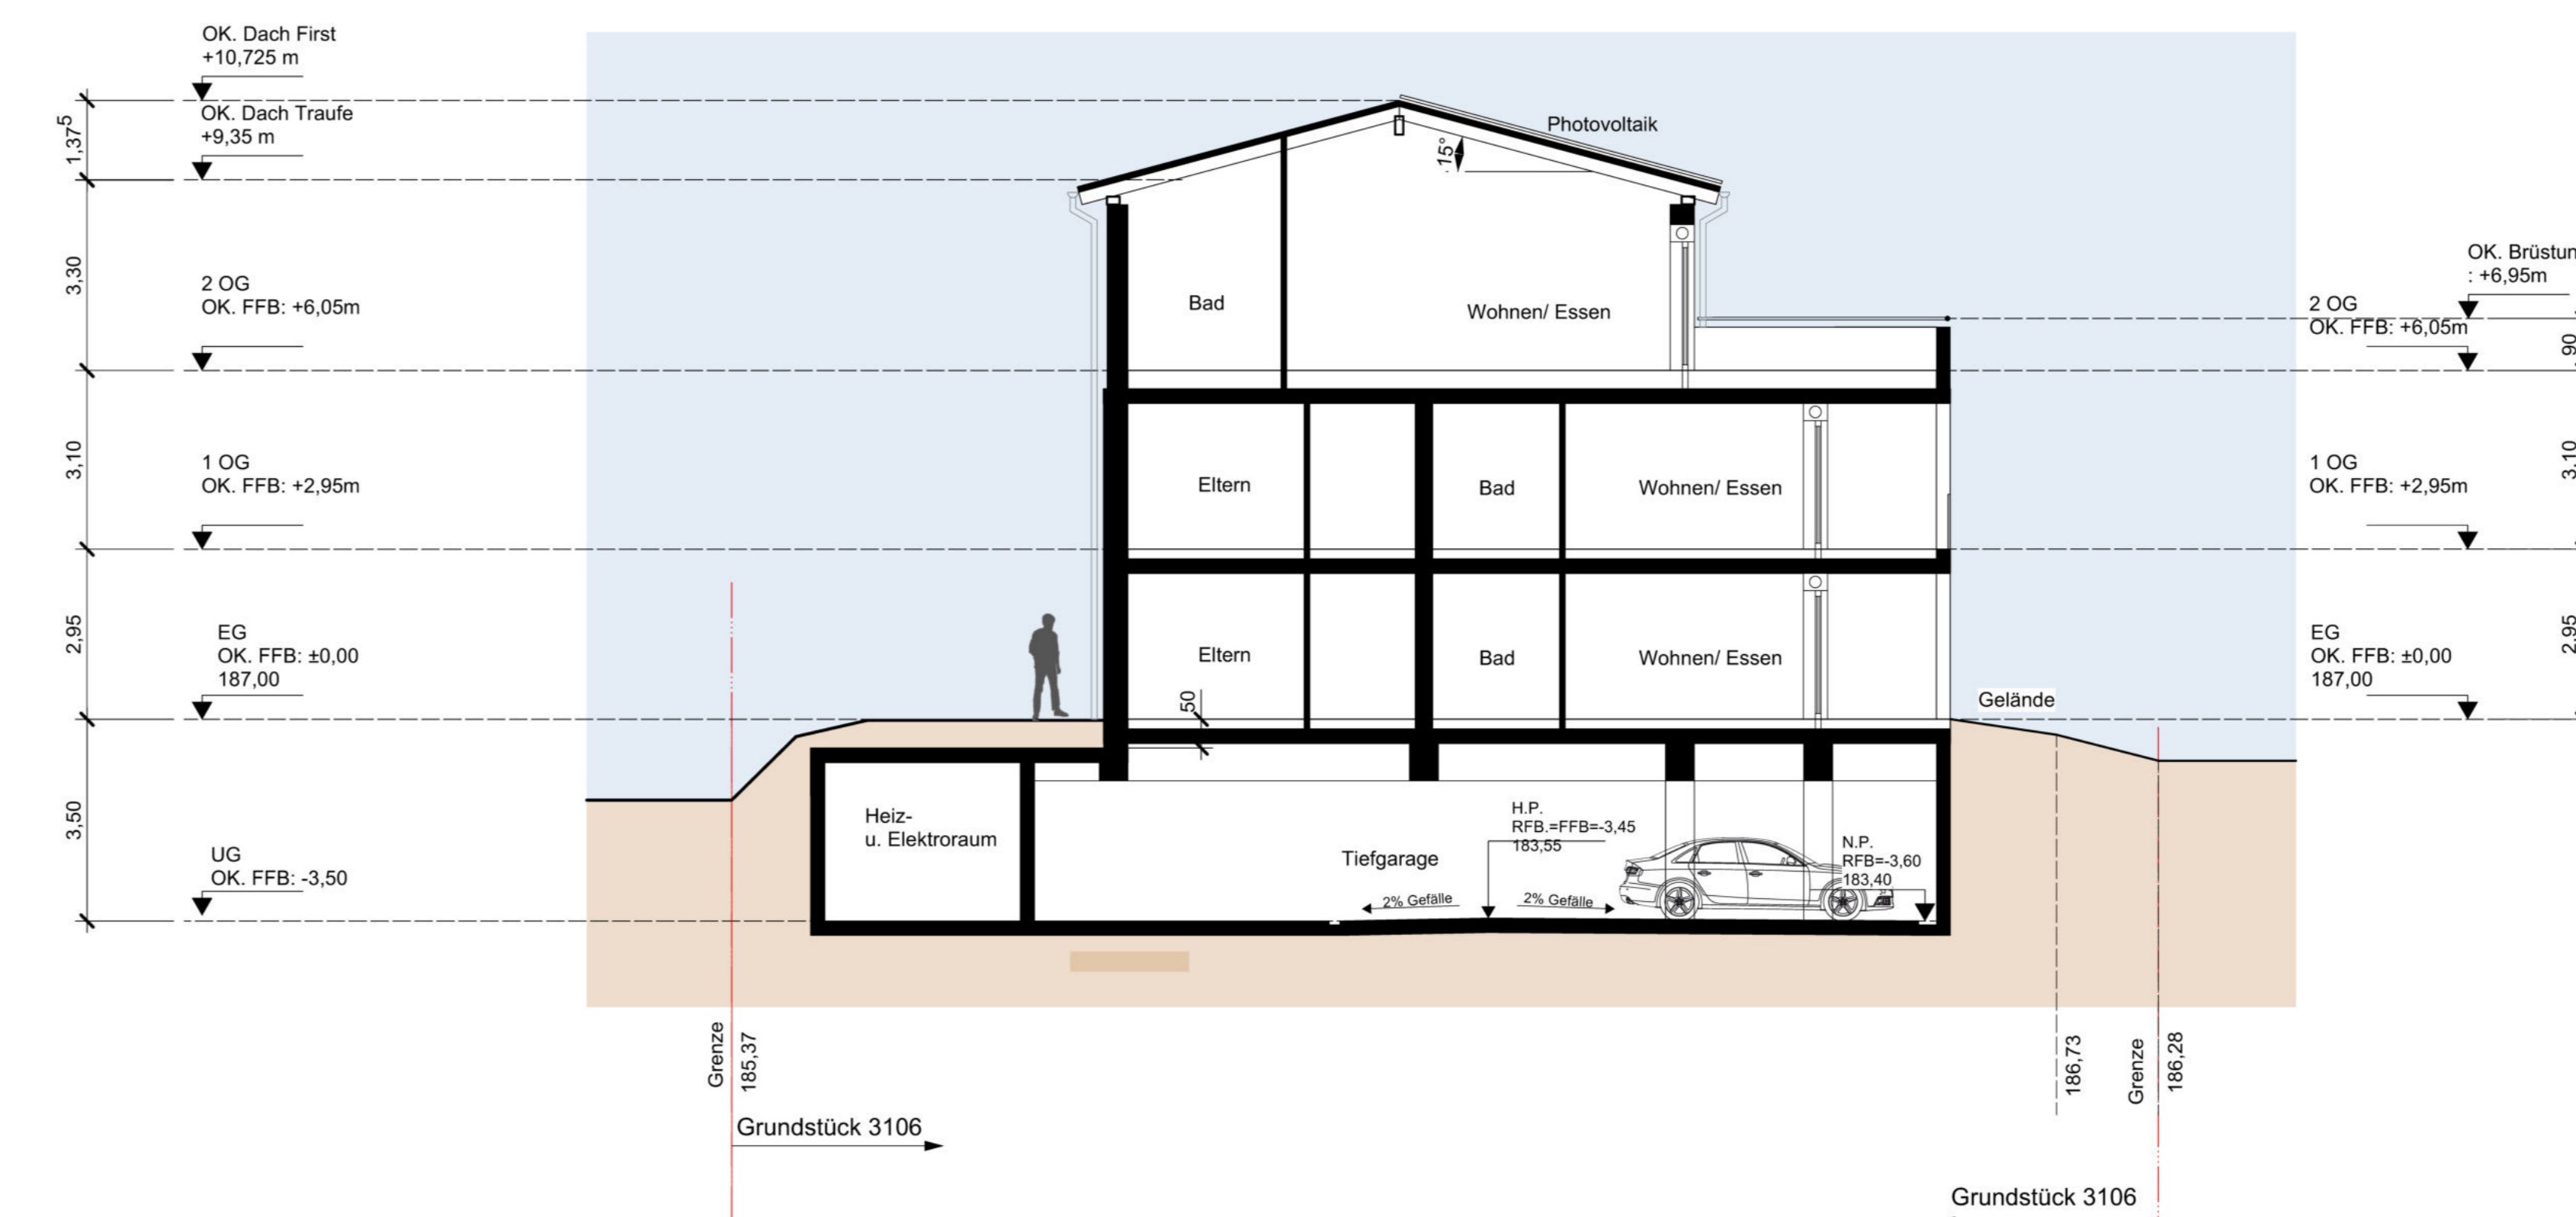 OK. Dach First
+10,725 m
OK. Dach Traufe
+9,35 m
1,37⁵
3,30
2 OG
OK. FFB: +6,05m
3,10
1 OG
OK. FFB: +2,95m
2,95
EG
OK. FFB: ±0,00
187,00
3,50
UG
OK. FFB: -3,50
Photovoltaik
15°
Bad
Wohnen/ Essen
Eltern
Bad
Wohnen/ Essen
Eltern
Bad
Wohnen/ Essen
50
Heiz-
u. Elektroraum
Tiefgarage
H.P.
RFB.=FFB=-3,45
183,55
2% Gefälle
2% Gefälle
N.P.
RFB=-3,60
183,40
Gelände
OK. Brüstun
: +6,95m
2 OG
OK. FFB: +6,05m
90
1 OG
OK. FFB: +2,95m
3,10
EG
OK. FFB: ±0,00
187,00
2,95
Grenze
185,37
Grundstück 3106
186,73
Grenze
186,28
Grundstück 3106